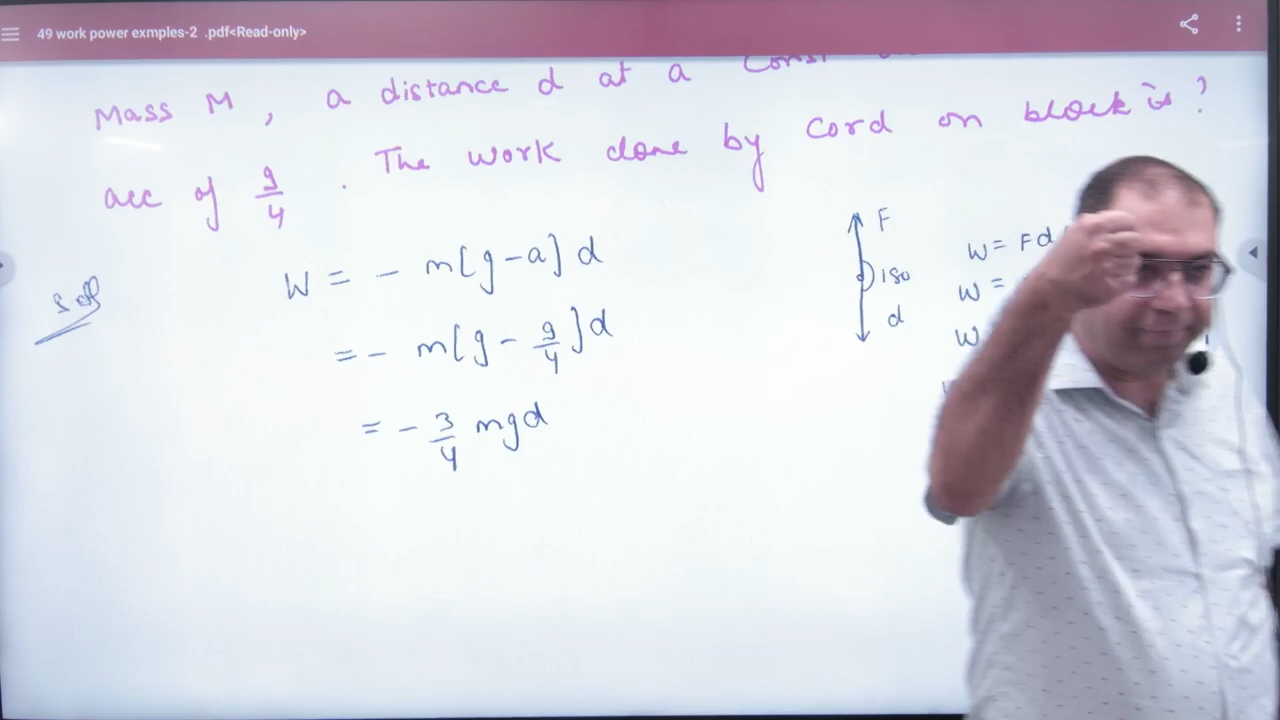 49 work power exmples-2 .pdf<Read-only>
Mass M, a distance d at a
acc of g/4 . The work done by cord on block is ?
Sol
W = - m[g-a]d
= - m[g - g/4]d
= - 3/4 mgd
F
180
d
W = Fd
W =
W